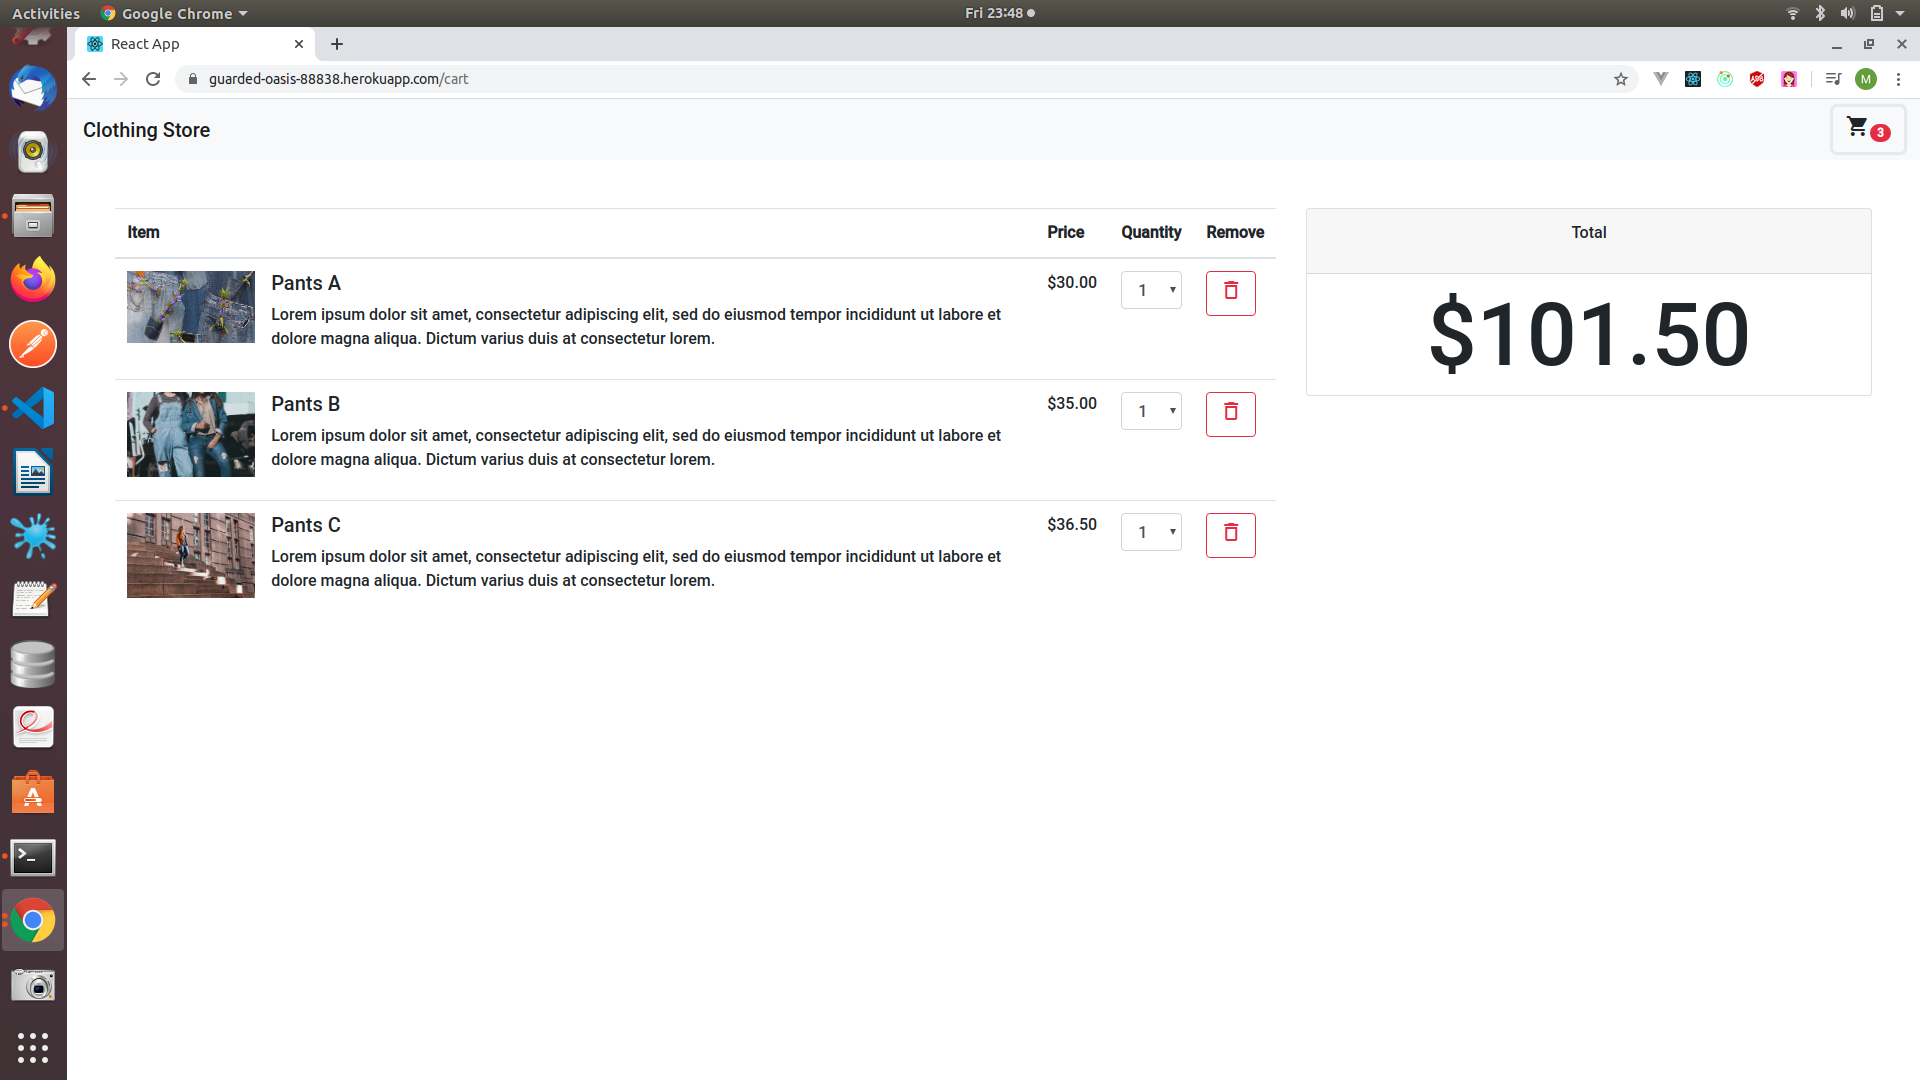 Activities
Google Chrome
Fri 23:48
React App
guarded-oasis-88838.herokuapp.com/cart
M
Clothing Store
3
Item Price Quantity Remove
Total
Pants A $30.00 1
Lorem ipsum dolor sit amet, consectetur adipiscing elit, sed do eiusmod tempor incididunt ut labore et
dolore magna aliqua. Dictum varius duis at consectetur lorem.
$101.50
Pants B $35.00 1
Lorem ipsum dolor sit amet, consectetur adipiscing elit, sed do eiusmod tempor incididunt ut labore et
dolore magna aliqua. Dictum varius duis at consectetur lorem.
Pants C $36.50 1
Lorem ipsum dolor sit amet, consectetur adipiscing elit, sed do eiusmod tempor incididunt ut labore et
dolore magna aliqua. Dictum varius duis at consectetur lorem.